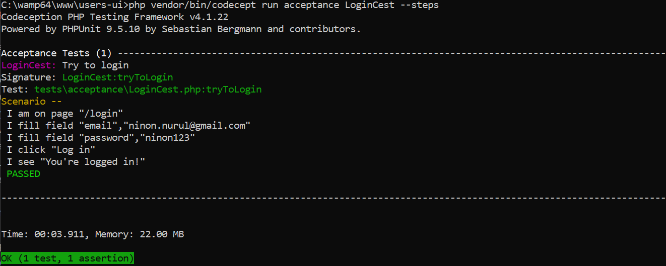 C:\wamp64\www\users-ui>php vendor/bin/codecept run acceptance LoginCest --steps
Codeception PHP Testing Framework v4.1.22
Powered by PHPUnit 9.5.10 by Sebastian Bergmann and contributors.
Acceptance Tests (1) ----------------------------------------------------------------------------------------------------
LoginCest: Try to login
Signature: LoginCest:tryToLogin
Test: tests\acceptance\LoginCest.php:tryToLogin
Scenario --
I am on page "/login"
I fill field "email","ninon.nurul@gmail.com"
I fill field "password","ninon123"
I click "Log in"
I see "You're logged in!"
PASSED
-------------------------------------------------------------------------------------------------------------------------
Time: 00:03.911, Memory: 22.00 MB
OK (1 test, 1 assertion)